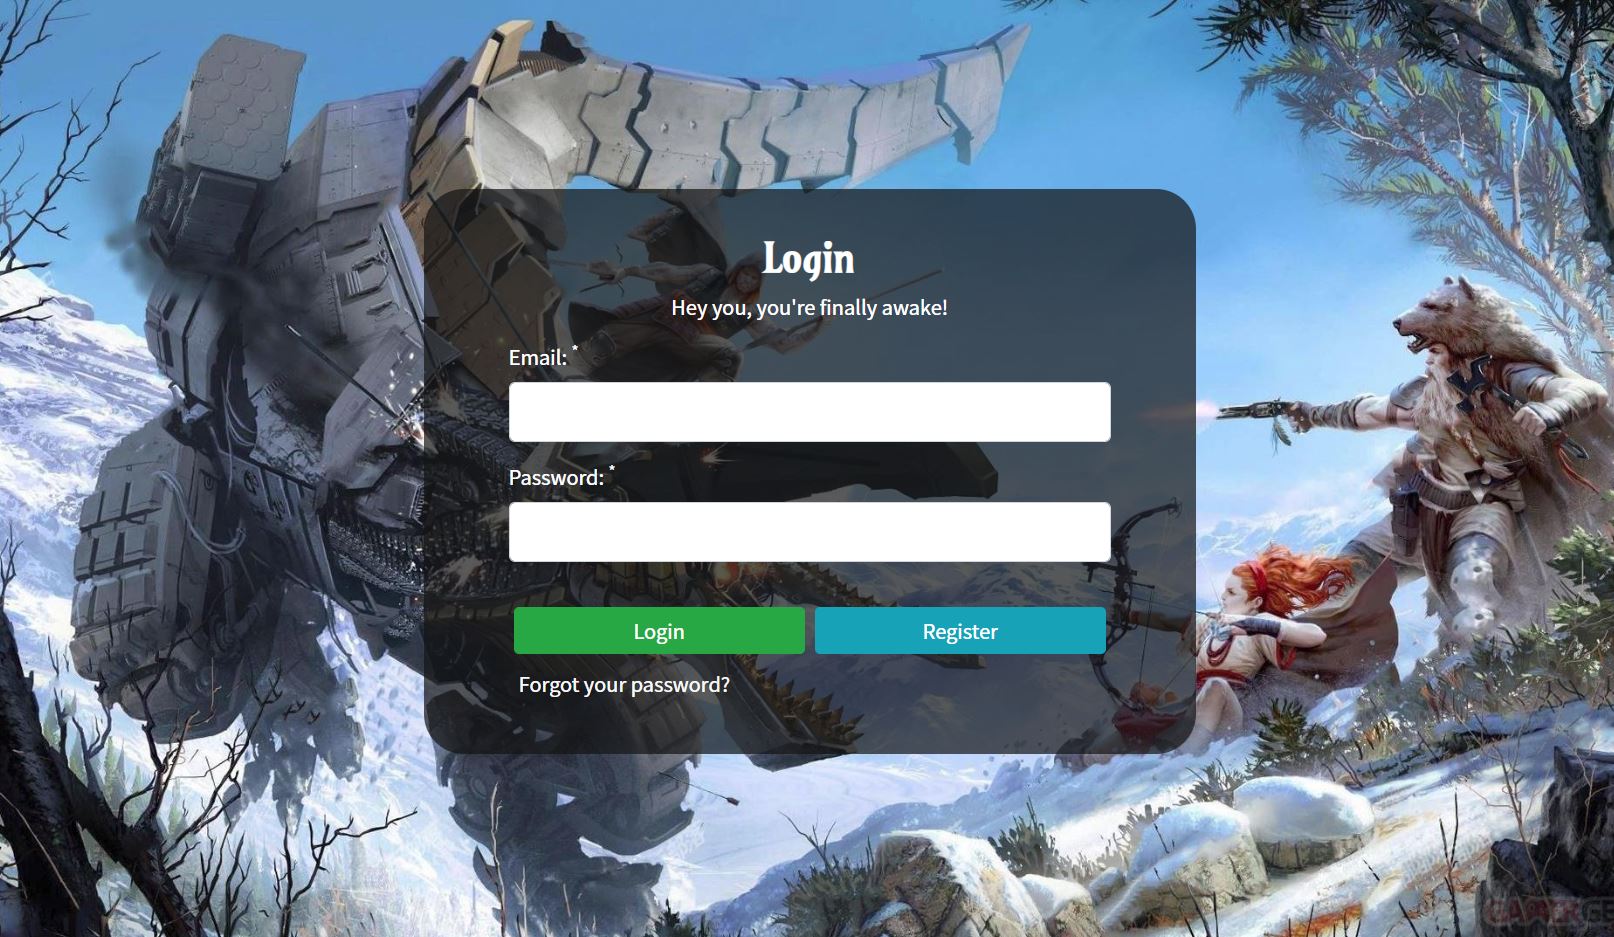 Login
Hey you, you're finally awake!
Email: *
Password: *
Login
Register
Forgot your password?